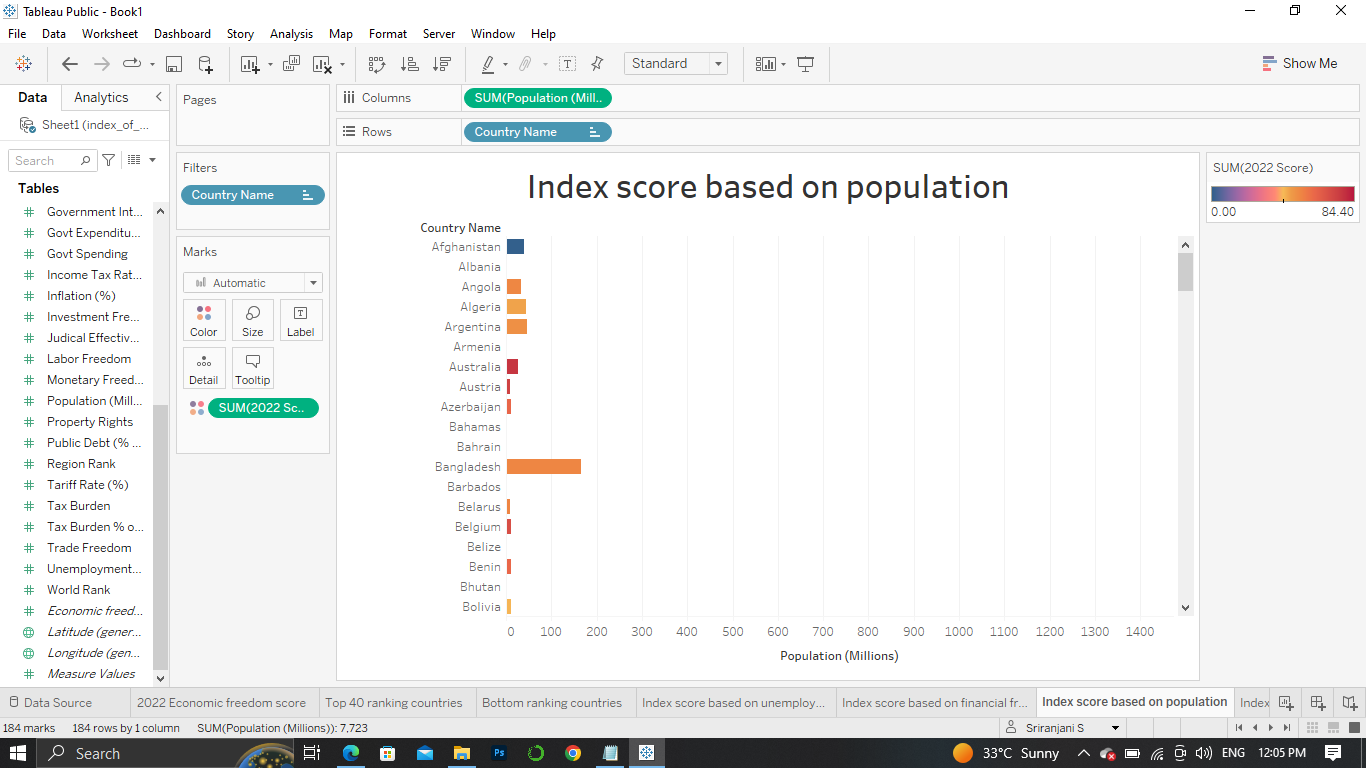 Tableau Public - Book1
File Data Worksheet Dashboard Story Analysis Map Format Server Window Help
Standard
Show Me
Data Analytics
Sheet1 (index_of_...
Search
Tables
Government Int...
Govt Expenditu...
Govt Spending
Income Tax Rat...
Inflation (%)
Investment Fre...
Judical Effectiv...
Labor Freedom
Monetary Freed...
Population (Mill...
Property Rights
Public Debt (% ...
Region Rank
Tariff Rate (%)
Tax Burden
Tax Burden % o...
Trade Freedom
Unemployment...
World Rank
Economic freed...
Latitude (gener...
Longitude (gen...
Measure Values
Pages
Filters
Country Name
Marks
Automatic
Color Size Label
Detail Tooltip
SUM(2022 Sc..
Columns SUM(Population (Mill..
Rows Country Name
Index score based on population
Country Name
Afghanistan
Albania
Angola
Algeria
Argentina
Armenia
Australia
Austria
Azerbaijan
Bahamas
Bahrain
Bangladesh
Barbados
Belarus
Belgium
Belize
Benin
Bhutan
Bolivia
0 100 200 300 400 500 600 700 800 900 1000 1100 1200 1300 1400
Population (Millions)
SUM(2022 Score)
0.00 84.40
Data Source 2022 Economic freedom score Top 40 ranking countries Bottom ranking countries Index score based on unemploy... Index score based on financial fr... Index score based on population Index
184 marks 184 rows by 1 column SUM(Population (Millions)): 7,723 Sriranjani S
Search Ps 33°C Sunny ENG 12:05 PM